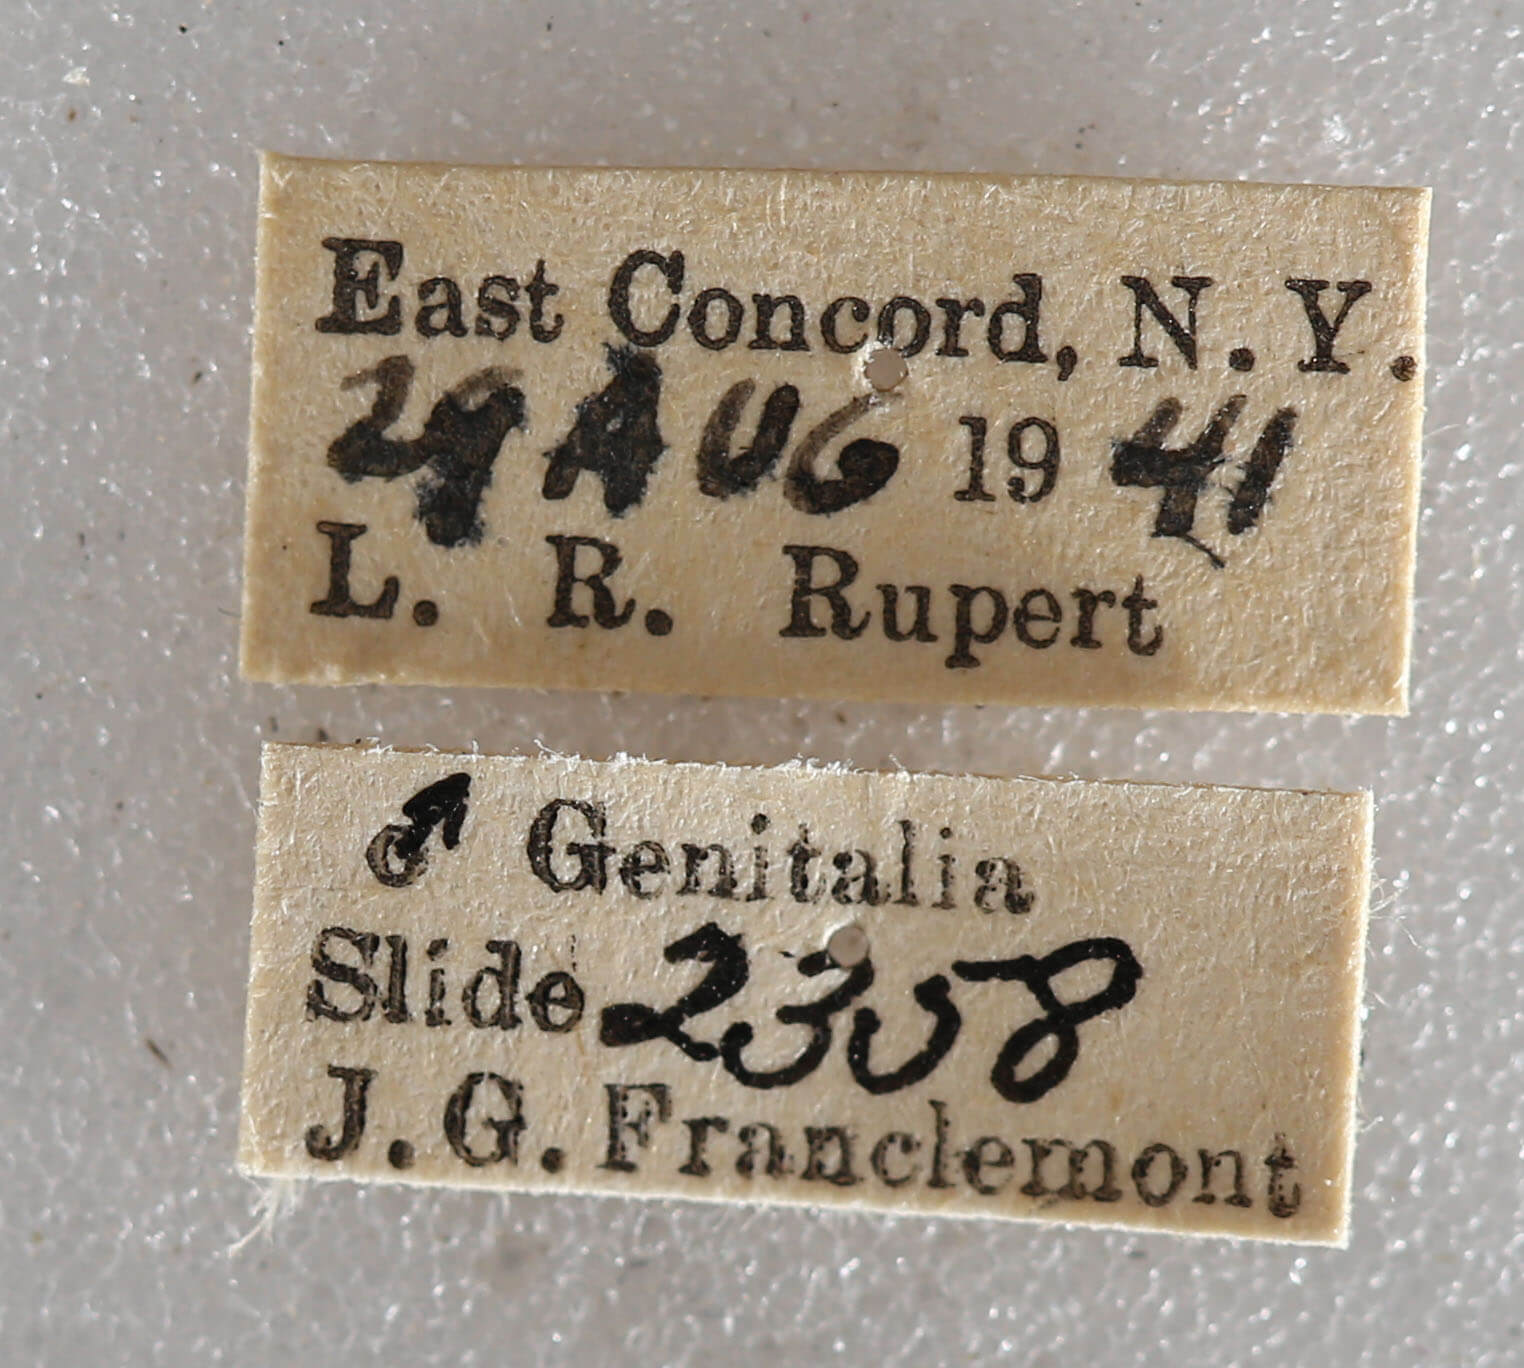 East Concord, N. Y.
29 AUG 1941
L. R. Rupert
♂ Genitalia
Slide 2308
J. G. Franclemont